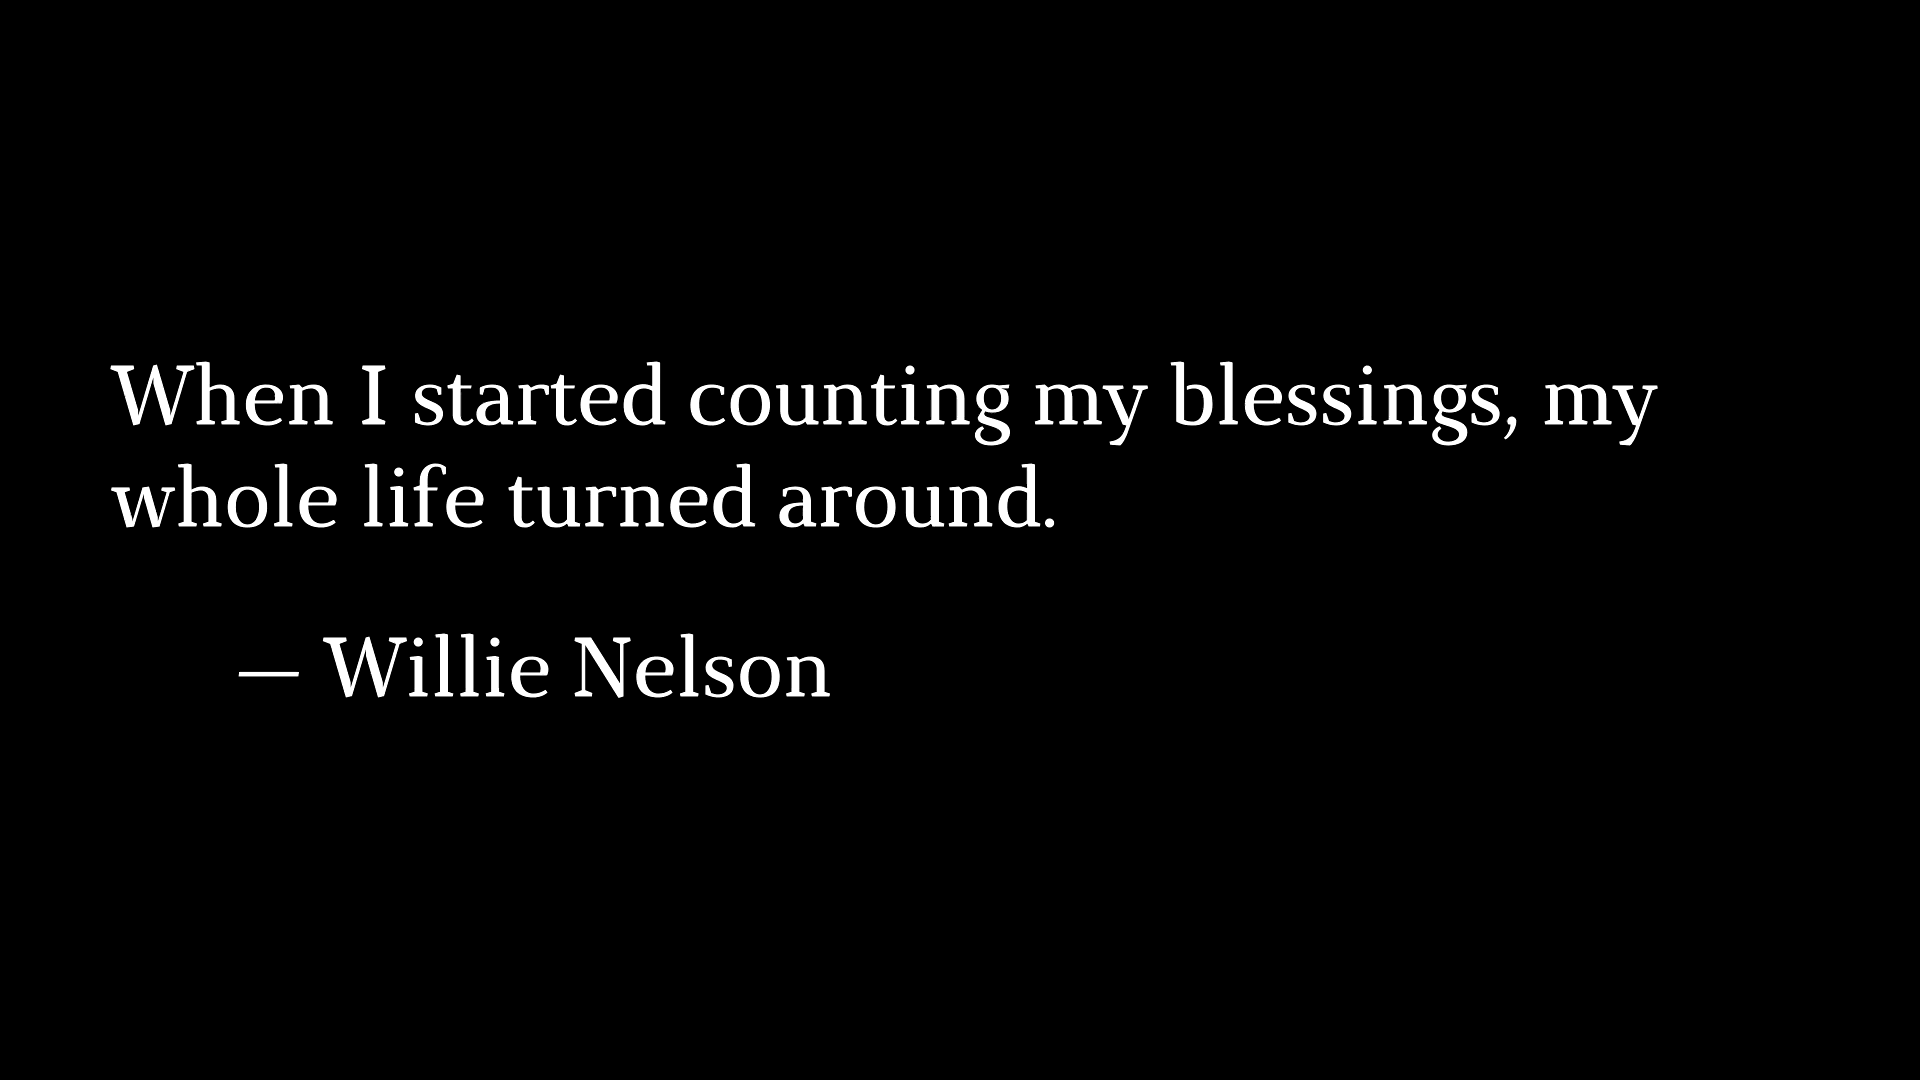 When I started counting my blessings, my
whole life turned around.
— Willie Nelson